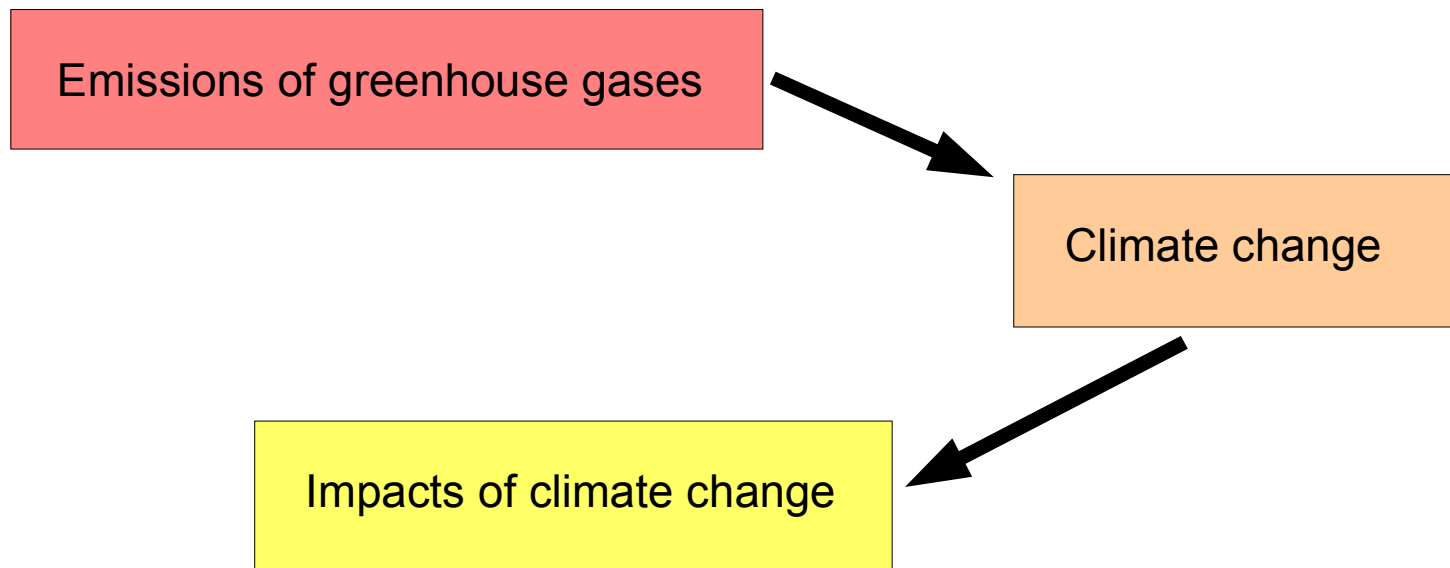 Emissions of greenhouse gases
Climate change
Impacts of climate change